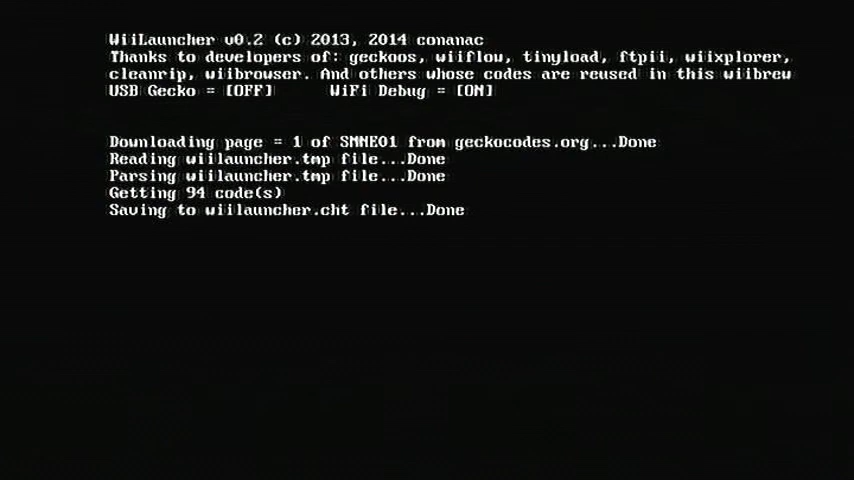 WiiLauncher v0.2 (c) 2013, 2014 conanac
Thanks to developers of: geckoos, wiiflow, tinyload, ftpii, wiixplorer,
cleanrip, wiibrowser. And others whose codes are reused in this wiibrew
USB Gecko = [OFF] WiFi Debug = [ON]
Downloading page = 1 of SMNE01 from geckocodes.org...Done
Reading wiilauncher.tmp file...Done
Parsing wiilauncher.tmp file...Done
Getting 94 code(s)
Saving to wiilauncher.cht file...Done